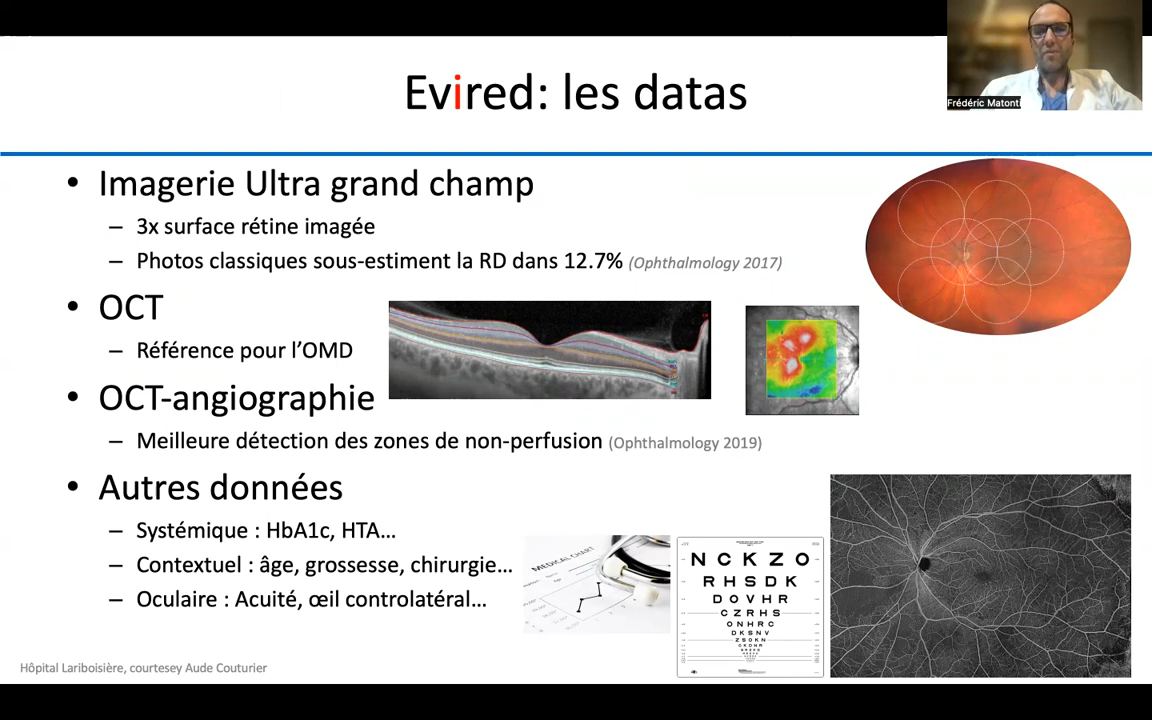 Evired: les datas
Frédéric Matonti
• Imagerie Ultra grand champ
– 3x surface rétine imagée
– Photos classiques sous-estiment la RD dans 12.7% (Ophthalmology 2017)
• OCT
– Référence pour l’OMD
• OCT-angiographie
– Meilleure détection des zones de non-perfusion (Ophthalmology 2019)
• Autres données
– Systémique : HbA1c, HTA…
– Contextuel : âge, grossesse, chirurgie…
– Oculaire : Acuité, œil controlatéral…
MEDICAL CHART
N C K Z O
R H S D K
D O V H R
C Z R H S
O N H R C
D K S N V
Z S O K N
Hôpital Lariboisière, courtesey Aude Couturier